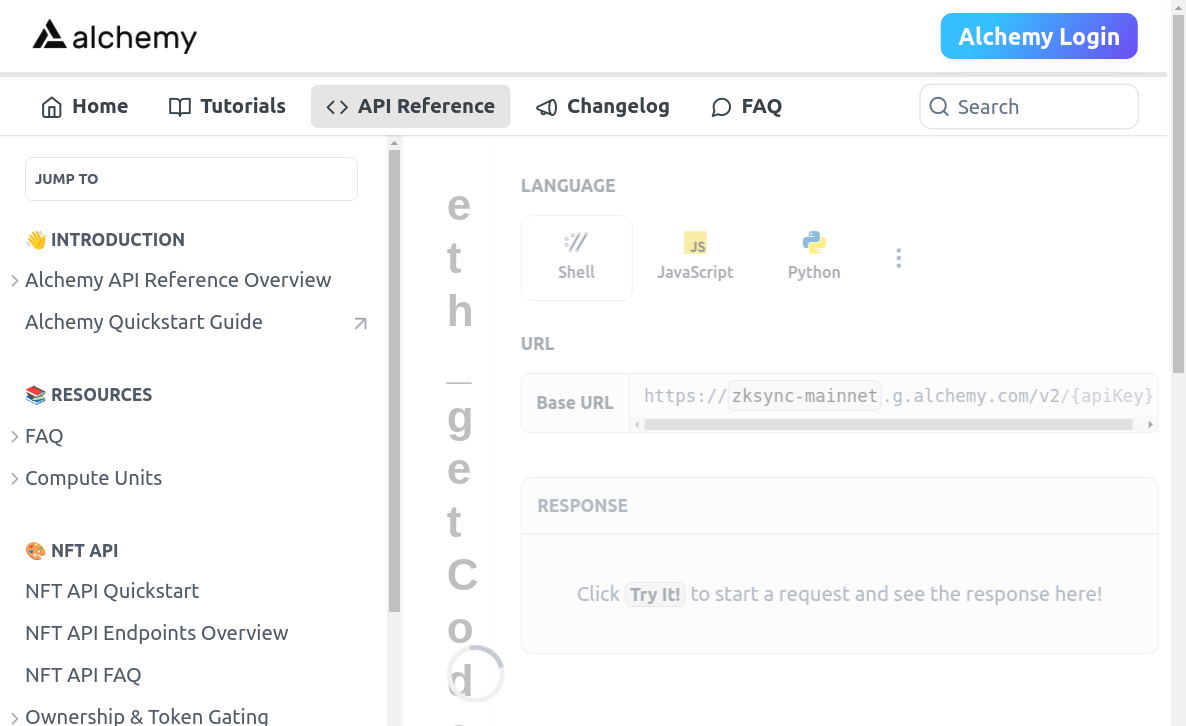 alchemy
Alchemy Login
Home
Tutorials
API Reference
Changelog
FAQ
Search
JUMP TO
👋 INTRODUCTION
Alchemy API Reference Overview
Alchemy Quickstart Guide
📚 RESOURCES
FAQ
Compute Units
🎨 NFT API
NFT API Quickstart
NFT API Endpoints Overview
NFT API FAQ
Ownership & Token Gating
e
t
h
_
g
e
t
C
o
d
LANGUAGE
Shell
JS
JavaScript
Python
URL
Base URL
https://zksync-mainnet.g.alchemy.com/v2/{apiKey}
RESPONSE
Click Try It! to start a request and see the response here!